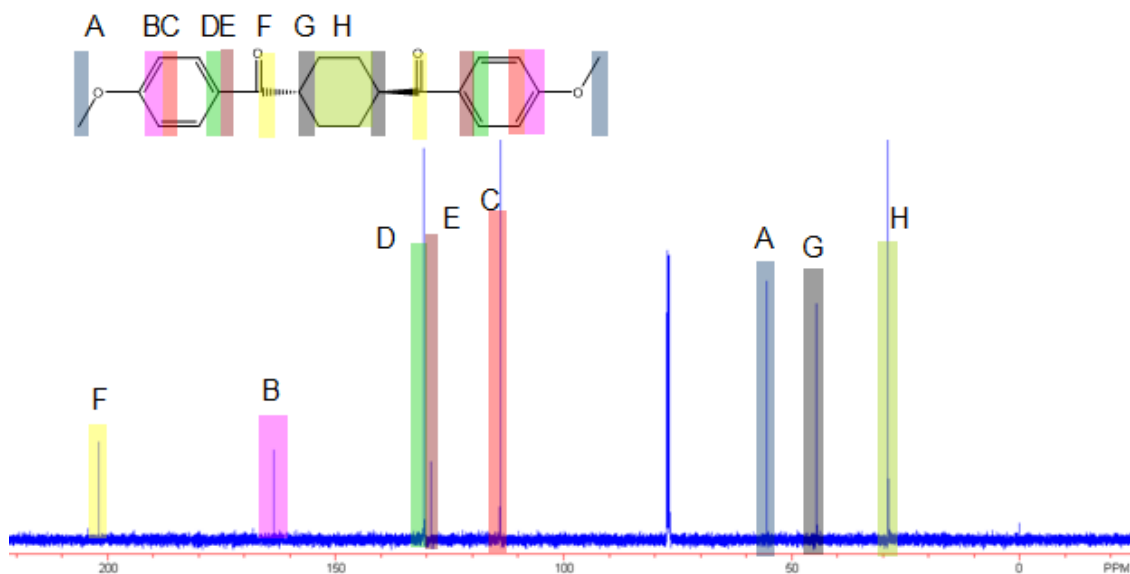 A BC DE F G H
O O
O O
C
D E A G H
F B
200 150 100 50 0 PPM